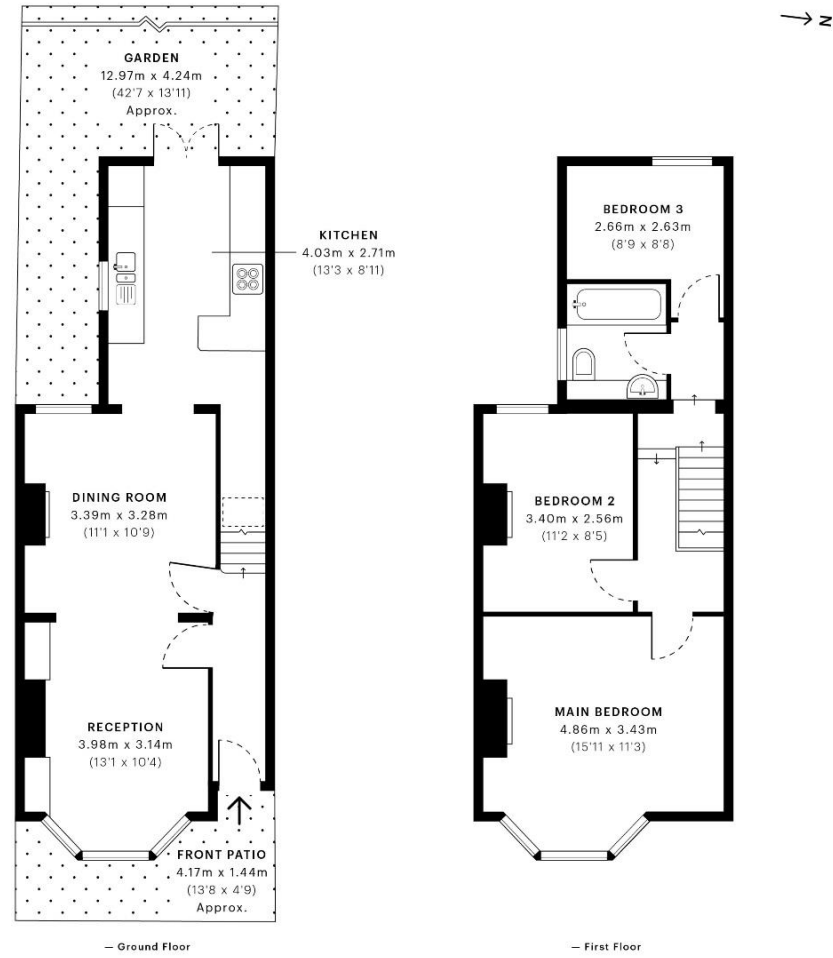 N
GARDEN
12.97m x 4.24m
(42'7 x 13'11)
Approx.
KITCHEN
4.03m x 2.71m
(13'3 x 8'11)
DINING ROOM
3.39m x 3.28m
(11'1 x 10'9)
RECEPTION
3.98m x 3.14m
(13'1 x 10'4)
FRONT PATIO
4.17m x 1.44m
(13'8 x 4'9)
Approx.
— Ground Floor
BEDROOM 3
2.66m x 2.63m
(8'9 x 8'8)
BEDROOM 2
3.40m x 2.56m
(11'2 x 8'5)
MAIN BEDROOM
4.86m x 3.43m
(15'11 x 11'3)
— First Floor